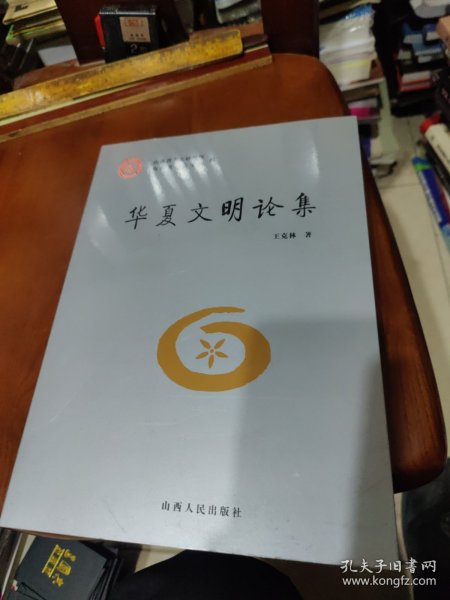 华夏文明论集
王克林 著
山西人民出版社
孔夫子旧书网
www.kongfz.com